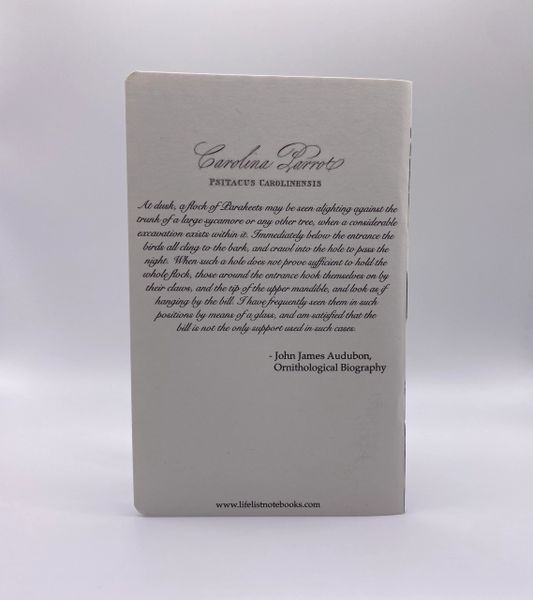 Carolina Parrot
PSITACUS CAROLINENSIS
At dusk, a flock of Parakeets may be seen alighting against the
trunk of a large sycamore or any other tree, when a considerable
excavation exists within it. Immediately below the entrance the
birds all cling to the bark, and crawl into the hole to pass the
night. When such a hole does not prove sufficient to hold the
whole flock, those around the entrance hook themselves on by
their claws, and the tip of the upper mandible, and look as if
hanging by the bill. I have frequently seen them in such
positions by means of a glass, and am satisfied that the
bill is not the only support used in such cases.
- John James Audubon,
Ornithological Biography
www.lifelistnotebooks.com